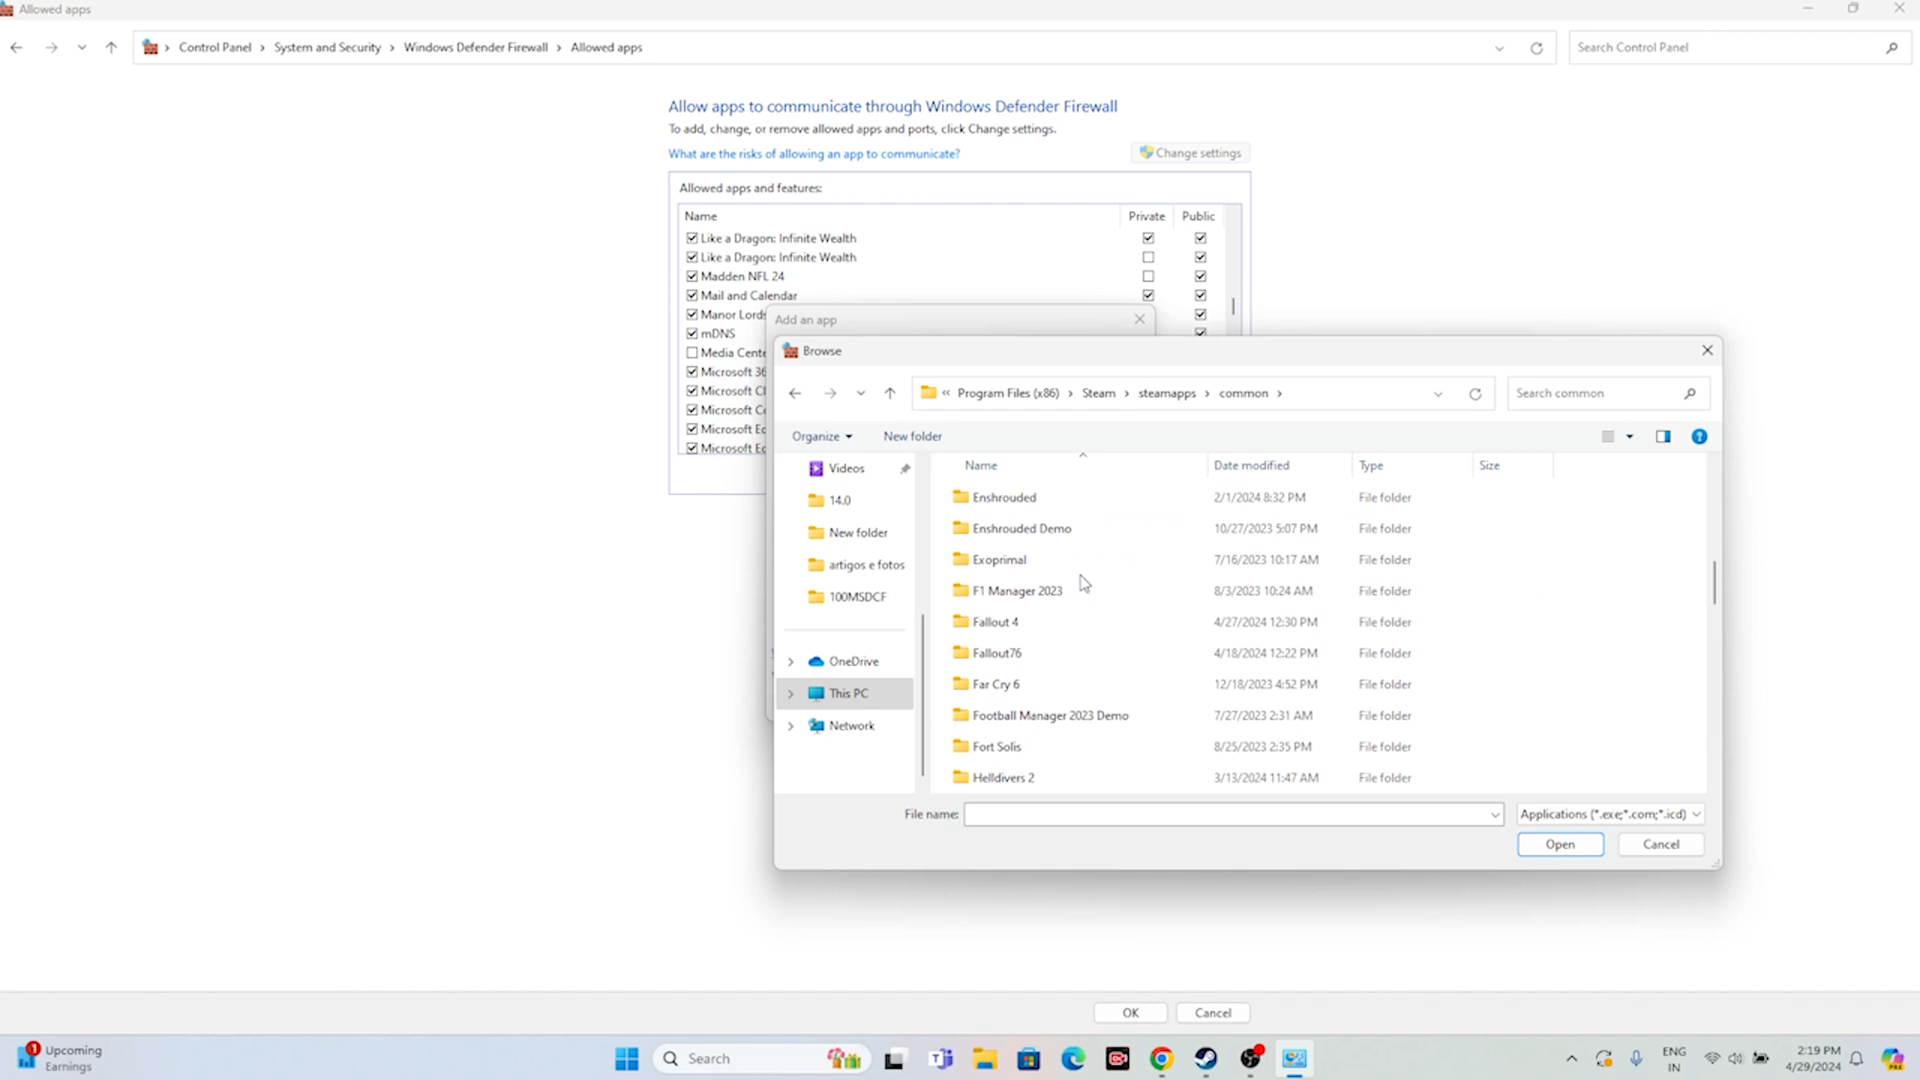 Allowed apps
Control Panel > System and Security > Windows Defender Firewall > Allowed apps
Search Control Panel
Allow apps to communicate through Windows Defender Firewall
To add, change, or remove allowed apps and ports, click Change settings.
What are the risks of allowing an app to communicate?
Change settings
Allowed apps and features:
Name Private Public
Like a Dragon: Infinite Wealth
Like a Dragon: Infinite Wealth
Madden NFL 24
Mail and Calendar
Manor Lords
mDNS
Media Cente
Microsoft 36
Microsoft Cl
Microsoft Co
Microsoft Ed
Microsoft Ed
Add an app
Browse
« Program Files (x86) > Steam > steamapps > common >
Search common
Organize
New folder
Videos
14.0
New folder
artigos e fotos
100MSDCF
OneDrive
This PC
Network
Name Date modified Type Size
Enshrouded 2/1/2024 8:32 PM File folder
Enshrouded Demo 10/27/2023 5:07 PM File folder
Exoprimal 7/16/2023 10:17 AM File folder
F1 Manager 2023 8/3/2023 10:24 AM File folder
Fallout 4 4/27/2024 12:30 PM File folder
Fallout76 4/18/2024 12:22 PM File folder
Far Cry 6 12/18/2023 4:52 PM File folder
Football Manager 2023 Demo 7/27/2023 2:31 AM File folder
Fort Solis 8/25/2023 2:35 PM File folder
Helldivers 2 3/13/2024 11:47 AM File folder
File name:
Applications (*.exe;*.com;*.icd)
Open
Cancel
OK
Cancel
1
Upcoming
Earnings
Search
ENG
IN
2:19 PM
4/29/2024